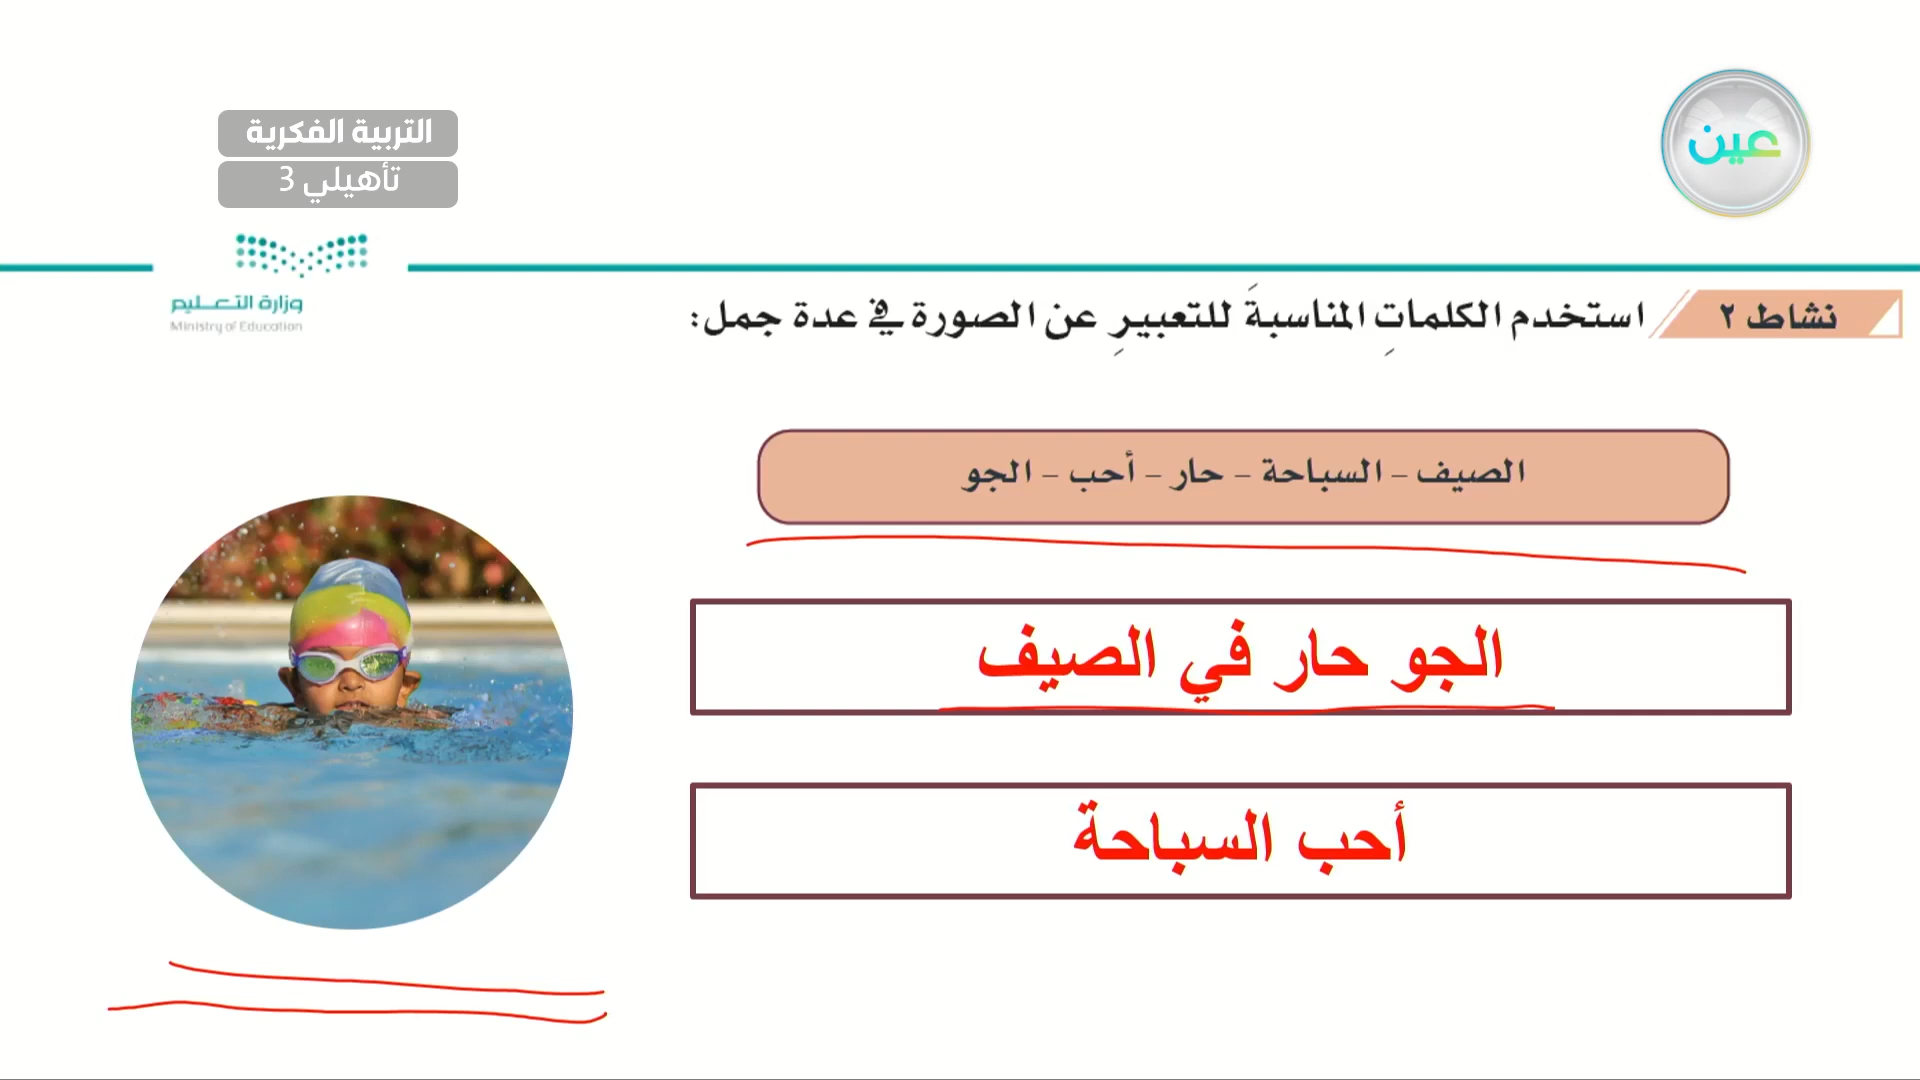 التربية الفكرية
تأهيلي 3
عين
وزارة التعليم
Ministry of Education
نشاط ٢
استخدم الكلماتِ المناسبةَ للتعبيرِ عن الصورة في عدة جمل:
الصيف - السباحة - حار - أحب - الجو
الجو حار في الصيف
أحب السباحة